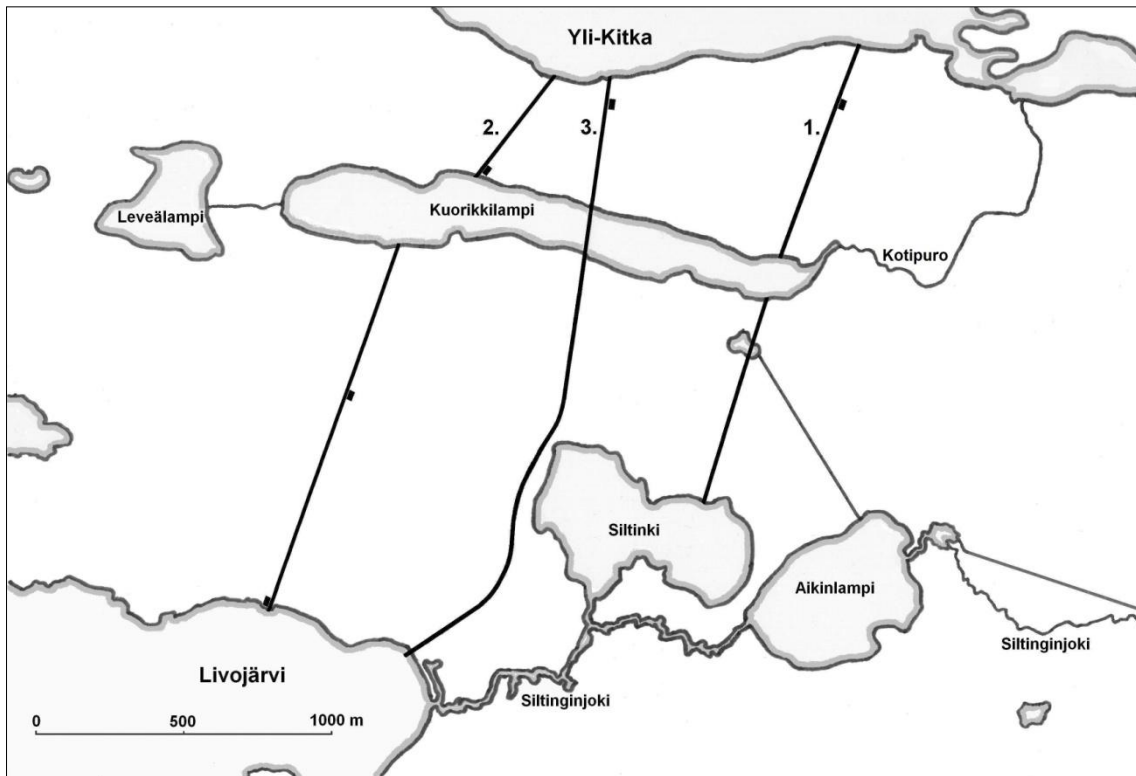 Yli-Kitka
2.
3.
1.
Leveälampi
Kuorikkilampi
Kotipuro
Siltinki
Aikinlampi
Siltinginjoki
Livojärvi
Siltinginjoki
0 500 1000 m